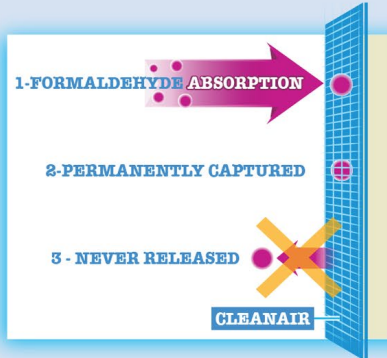 1-FORMALDEHYDE ABSORPTION
2-PERMANENTLY CAPTURED
3 - NEVER RELEASED
CLEANAIR